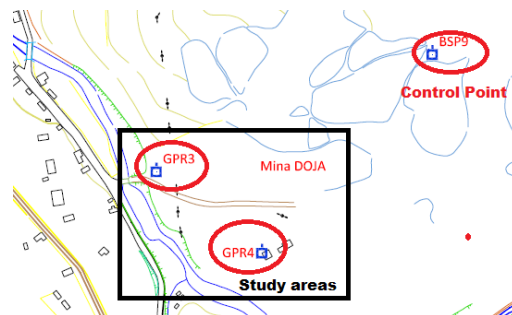 BSP9
Control Point
GPR3
Mina DOJA
GPR4
Study areas